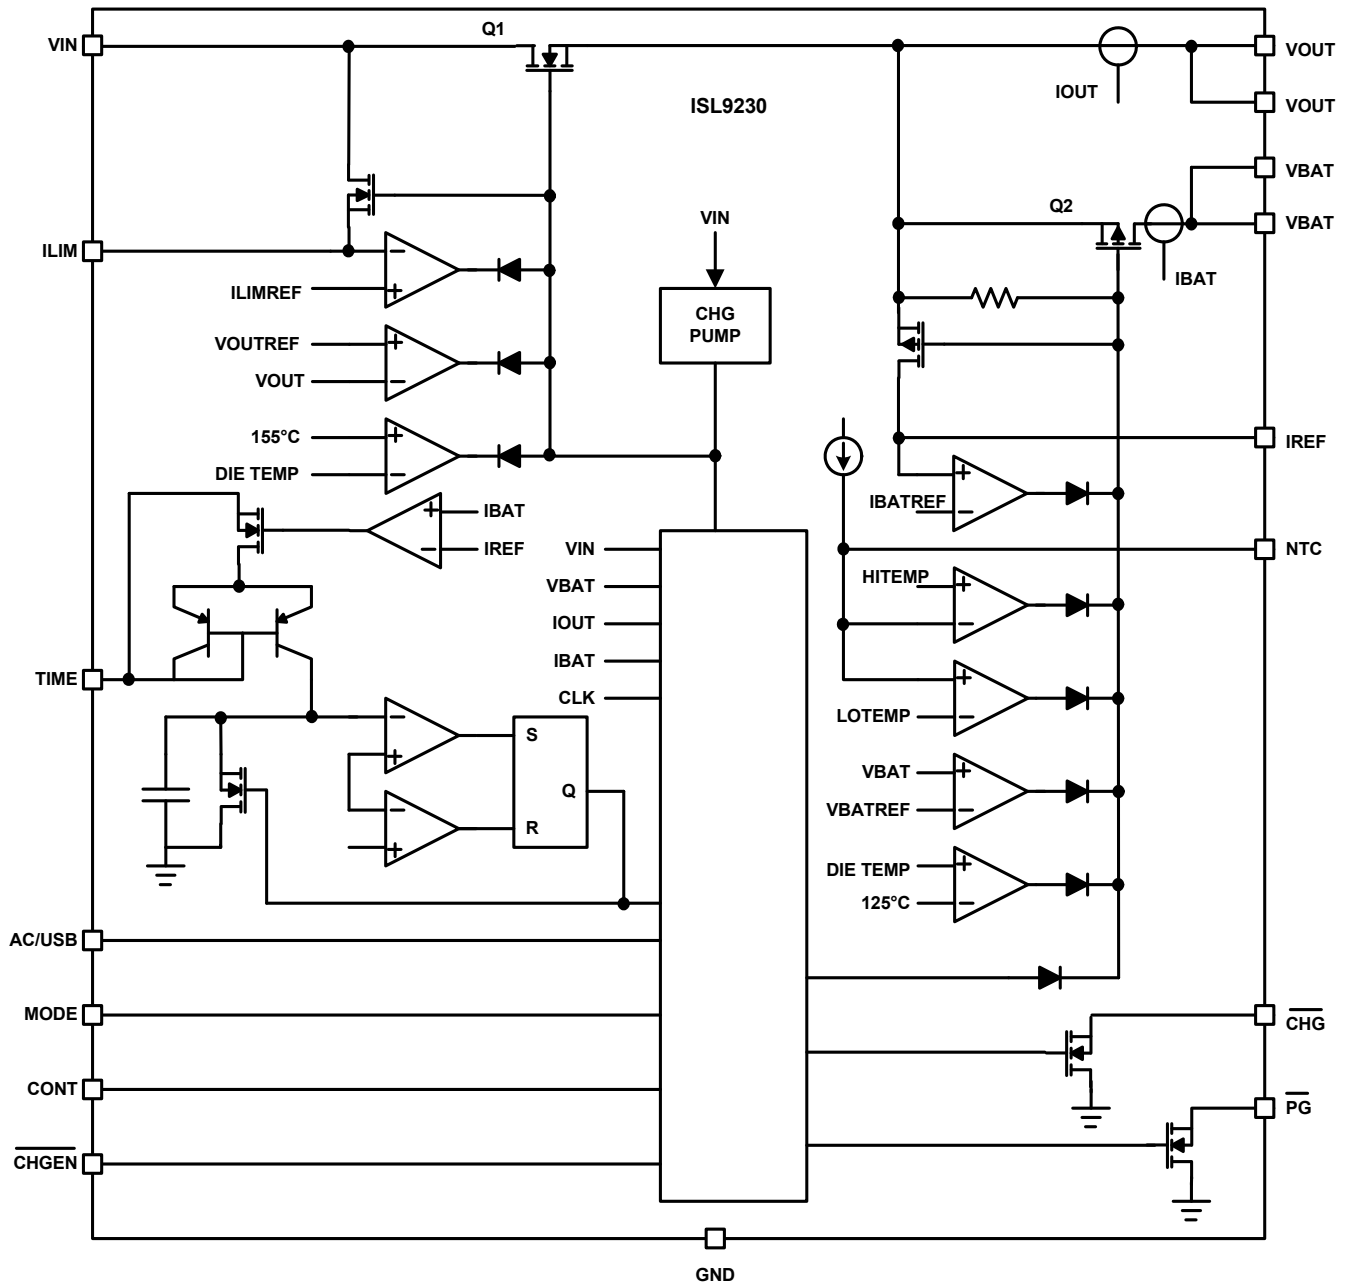 Q1
VIN
VOUT
ISL9230
IOUT
VOUT
VBAT
Q2
VIN
VBAT
ILIM
−
IBAT
ILIMREF
+
CHG
PUMP
VOUTREF
+
VOUT
−
155°C
+
IREF
DIE TEMP
−
+
IBATREF
−
+
IBAT
−
IREF
VIN
NTC
HITEMP
+
VBAT
IOUT
−
IBAT
TIME
+
CLK
LOTEMP
−
−
S
+
VBAT
+
Q
−
VBATREF
−
R
+
DIE TEMP
+
125°C
−
AC/USB
MODE
CHG
CONT
PG
CHGEN
GND